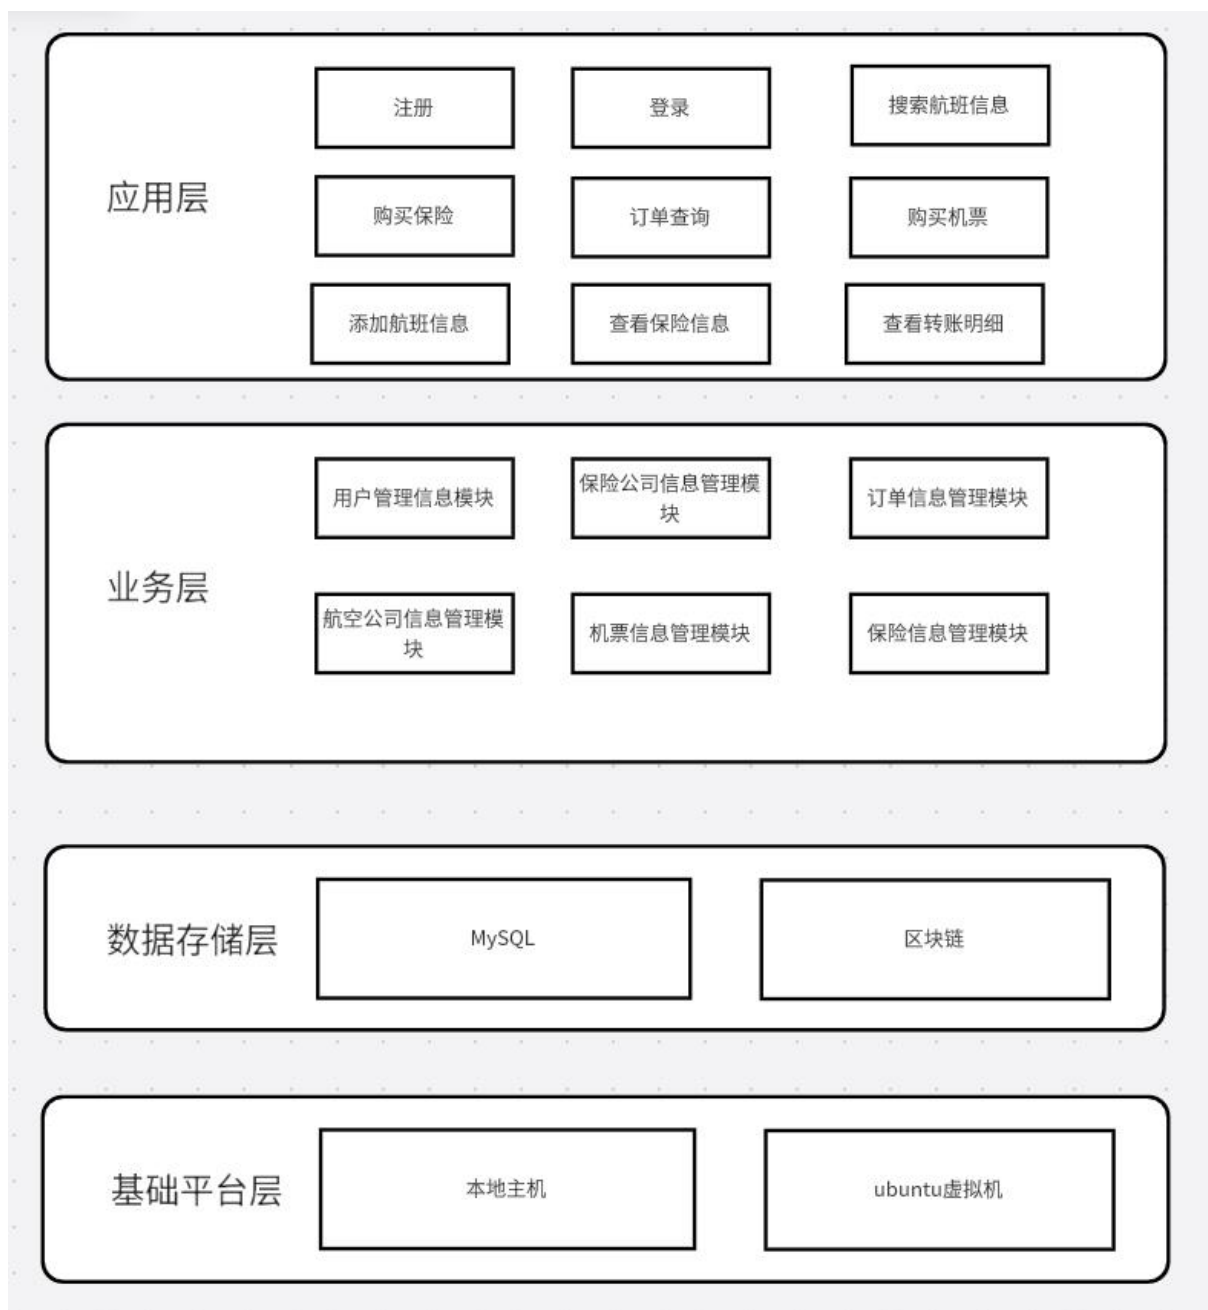 应用层
注册
登录
搜索航班信息
购买保险
订单查询
购买机票
添加航班信息
查看保险信息
查看转账明细
业务层
用户管理信息模块
保险公司信息管理模
块
订单信息管理模块
航空公司信息管理模
块
机票信息管理模块
保险信息管理模块
数据存储层
MySQL
区块链
基础平台层
本地主机
ubuntu虚拟机